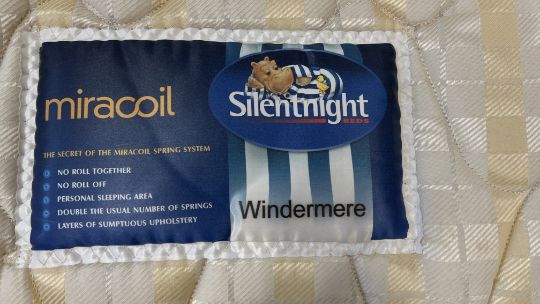 miracoil
THE SECRET OF THE MIRACOIL SPRING SYSTEM
NO ROLL TOGETHER
NO ROLL OFF
PERSONAL SLEEPING AREA
DOUBLE THE USUAL NUMBER OF SPRINGS
LAYERS OF SUMPTUOUS UPHOLSTERY
Silentnight
BEDS
Windermere